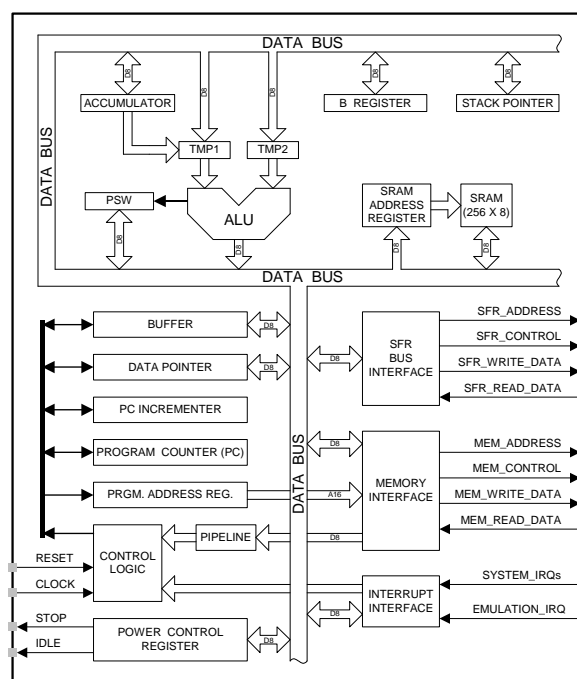 DATA BUS
D8
D8
D8
D8
D8
ACCUMULATOR
B REGISTER
STACK POINTER
DATA BUS
TMP1
TMP2
PSW
ALU
SRAM
ADDRESS
REGISTER
SRAM
(256 X 8)
D8
D8
D8
D8
DATA BUS
BUFFER
D8
DATA POINTER
D8
PC INCREMENTER
PROGRAM COUNTER (PC)
PRGM. ADDRESS REG.
A16
DATA BUS
D8
SFR
BUS
INTERFACE
SFR_ADDRESS
SFR_CONTROL
SFR_WRITE_DATA
SFR_READ_DATA
D8
MEMORY
INTERFACE
MEM_ADDRESS
MEM_CONTROL
MEM_WRITE_DATA
MEM_READ_DATA
PIPELINE
D8
RESET
CLOCK
CONTROL
LOGIC
INTERRUPT
INTERFACE
SYSTEM_IRQs
EMULATION_IRQ
D8
STOP
IDLE
POWER CONTROL
REGISTER
D8